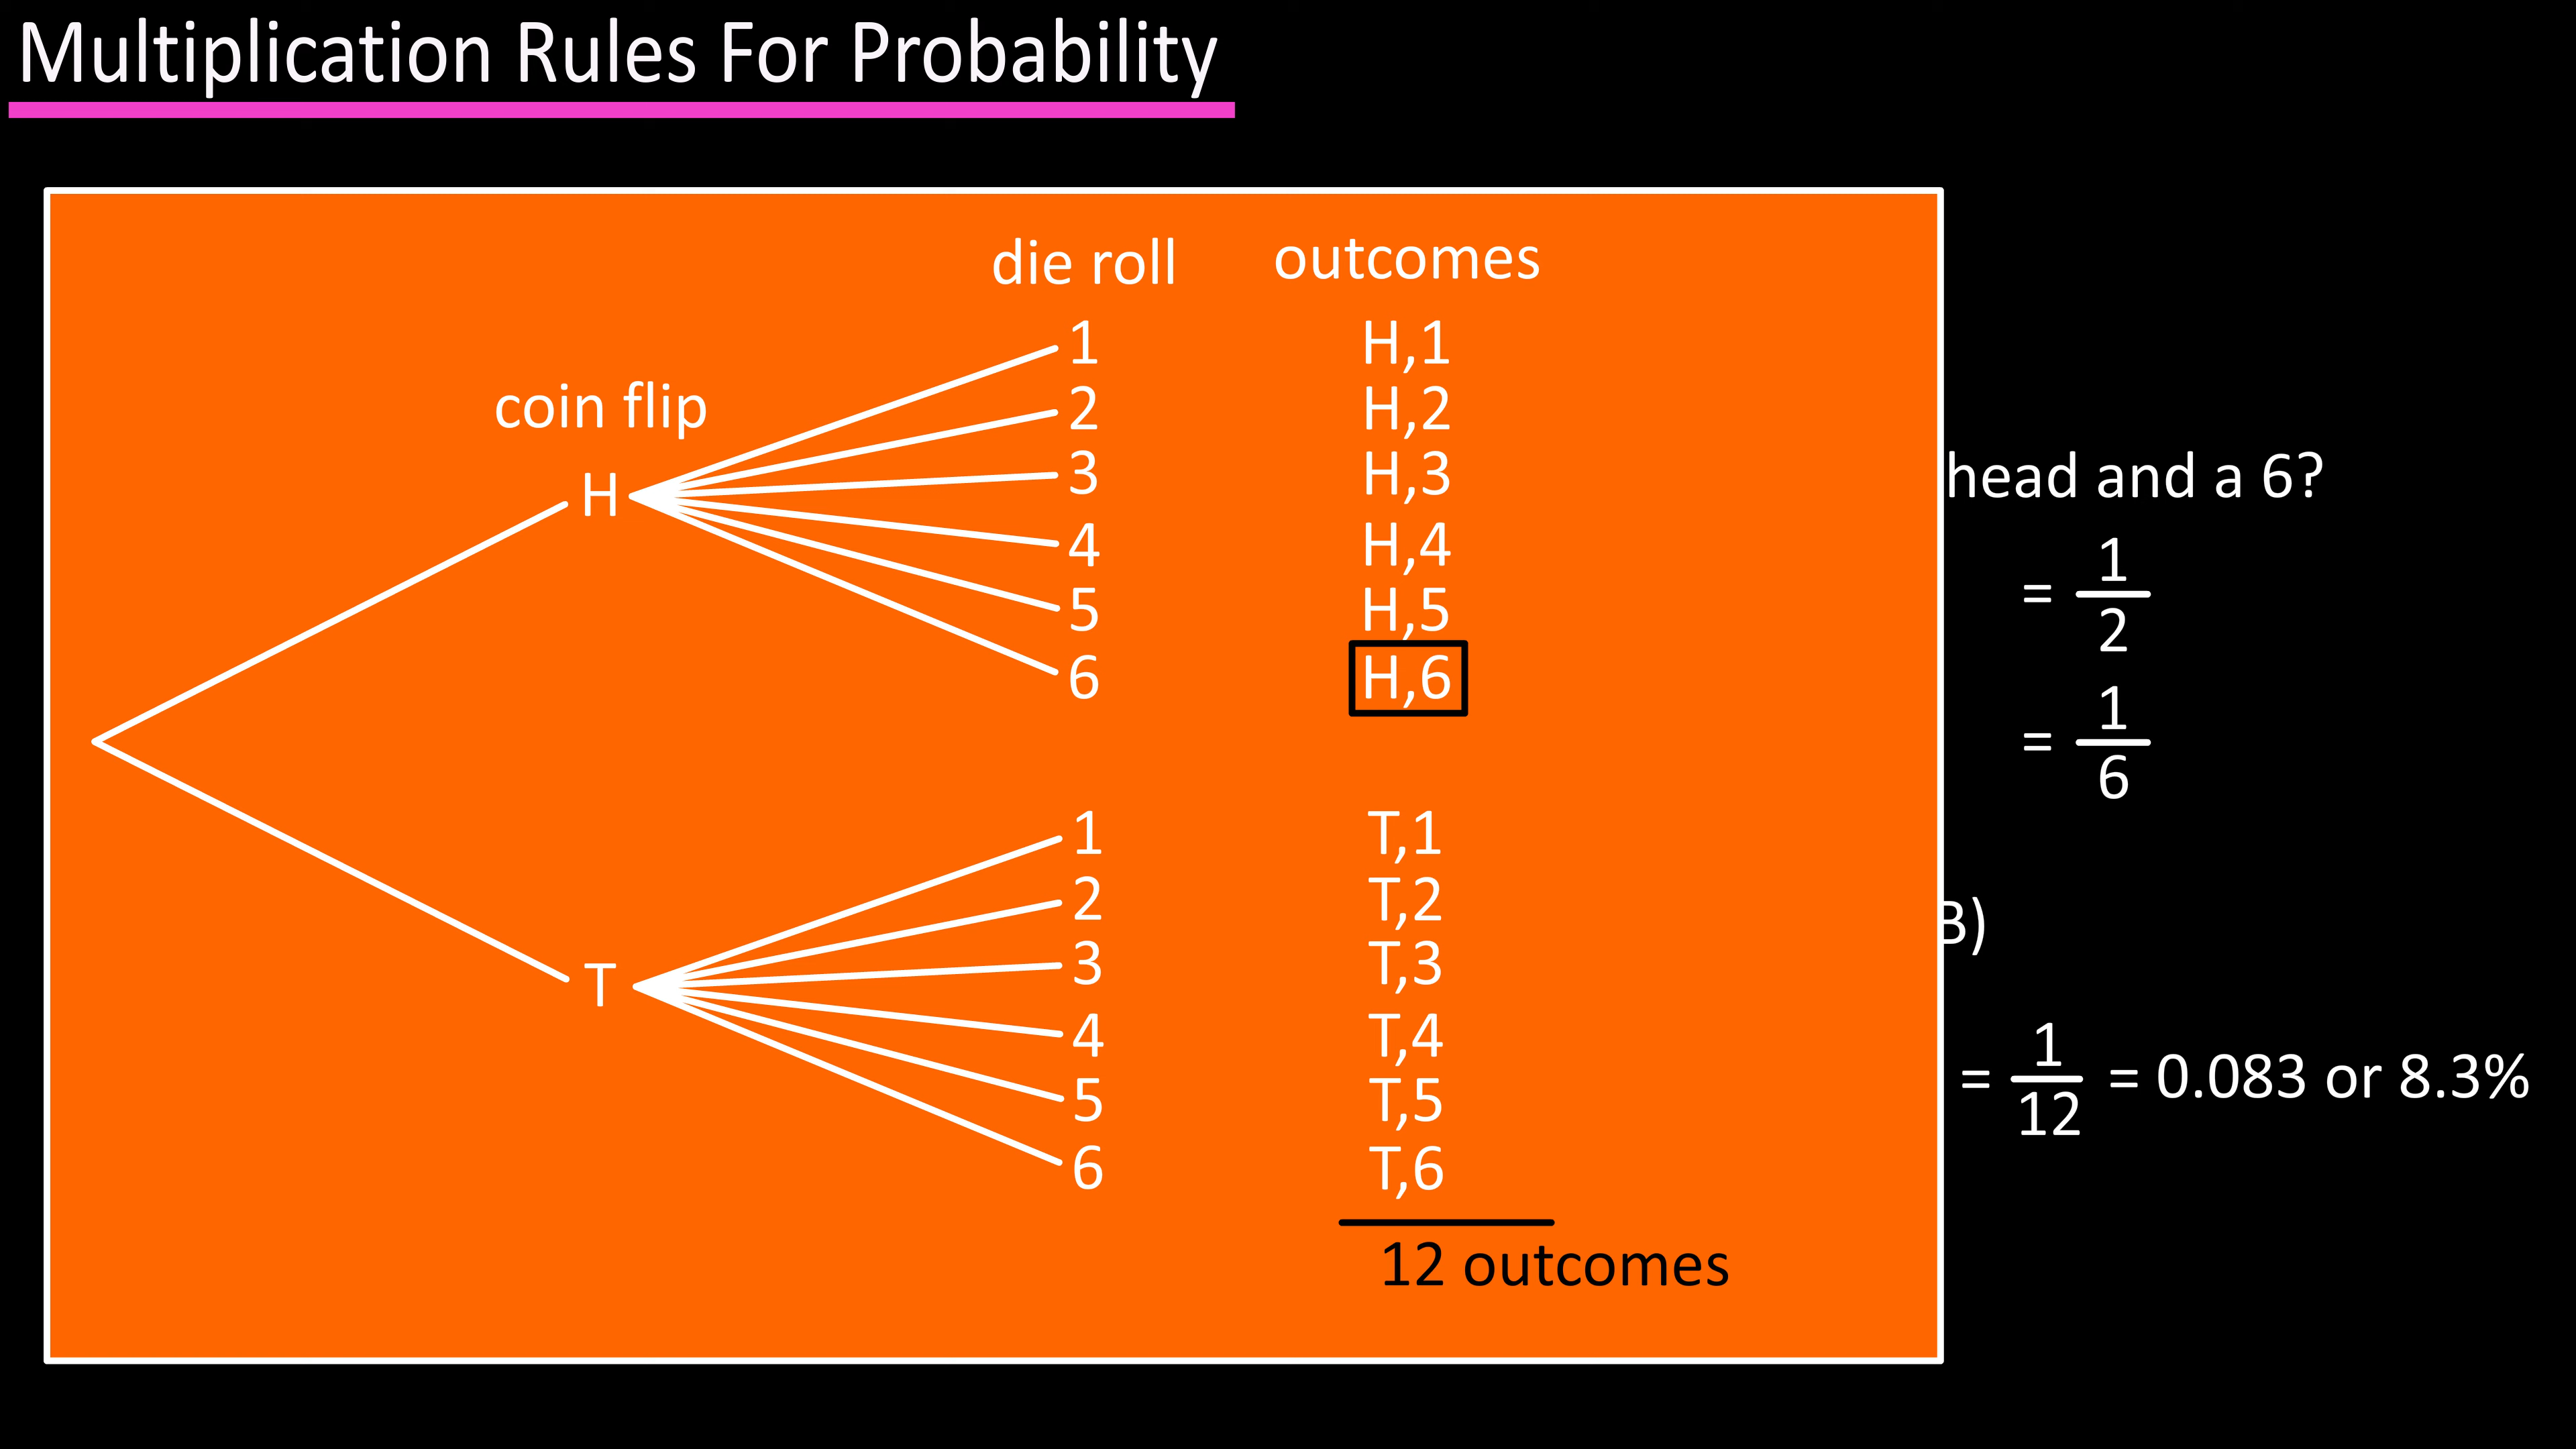 Multiplication Rules For Probability
die roll outcomes
coin flip
H
1 H,1
2 H,2
3 H,3
4 H,4
5 H,5
6 H,6
T
1 T,1
2 T,2
3 T,3
4 T,4
5 T,5
6 T,6
12 outcomes
head and a 6?
= 1/2
= 1/6
B)
= 1/12 = 0.083 or 8.3%